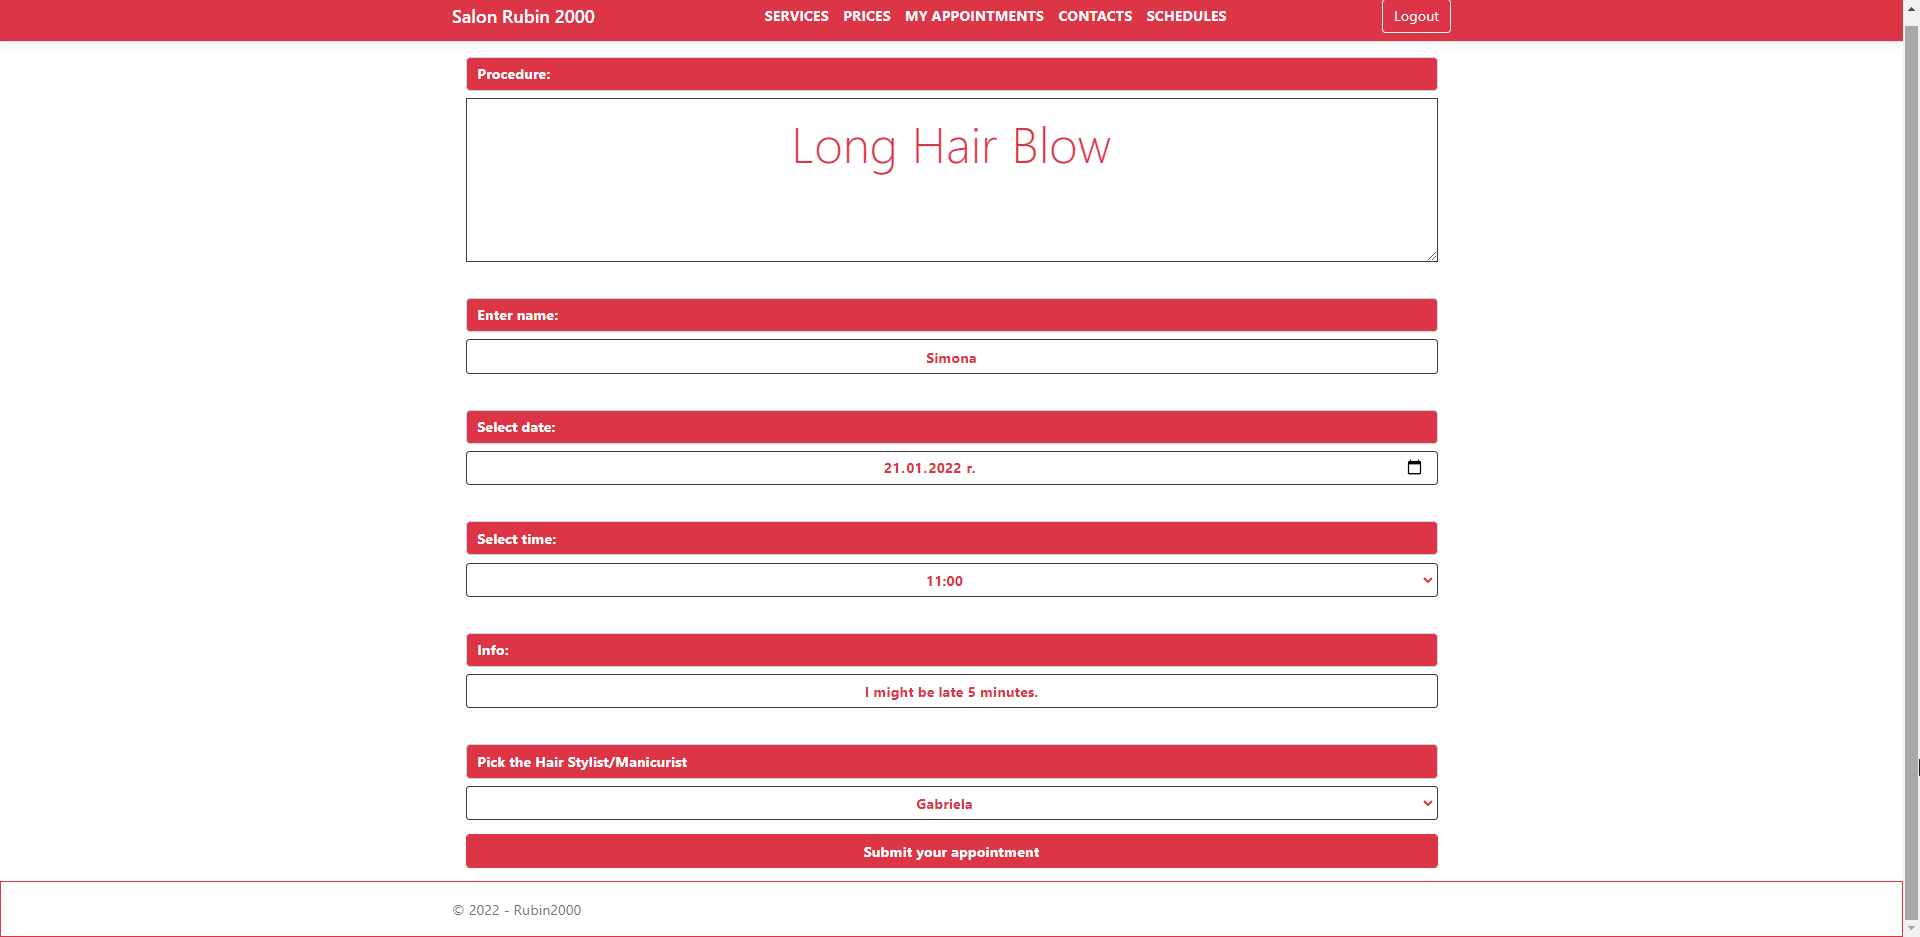 Salon Rubin 2000 SERVICES PRICES MY APPOINTMENTS CONTACTS SCHEDULES Logout
Procedure:
Long Hair Blow
Enter name:
Simona
Select date:
21.01.2022 г.
Select time:
11:00
Info:
I might be late 5 minutes.
Pick the Hair Stylist/Manicurist
Gabriela
Submit your appointment
© 2022 - Rubin2000